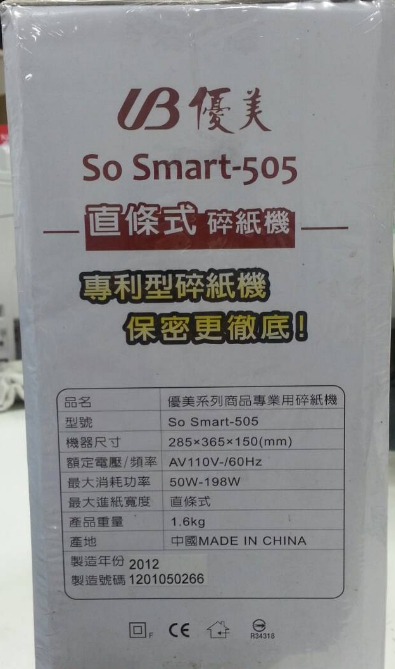 UB 優美
So Smart-505
直條式 碎紙機
專利型碎紙機
保密更徹底!
品名 優美系列商品專業用碎紙機
型號 So Smart-505
機器尺寸 285×365×150(mm)
額定電壓/頻率 AV110V-/60Hz
最大消耗功率 50W-198W
最大進紙寬度 直條式
產品重量 1.6kg
產地 中國MADE IN CHINA
製造年份 2012
製造號碼 1201050266
F CE R34318